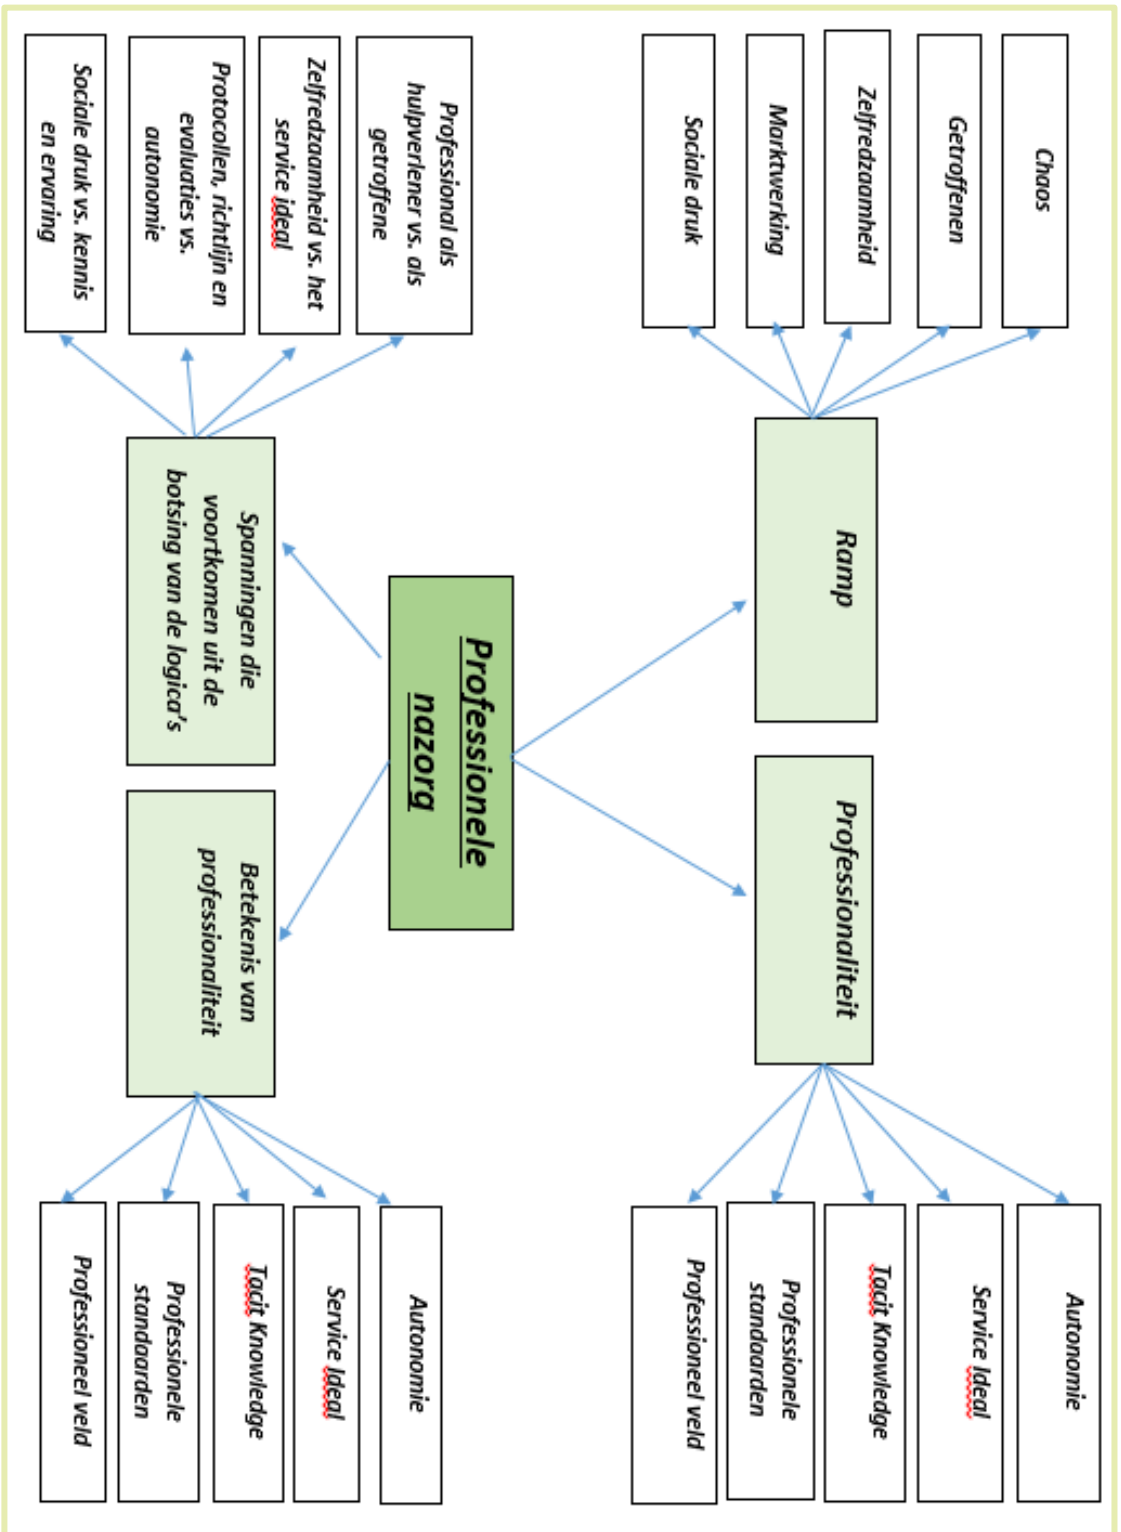 Chaos
Getroffenen
Zelfredzaamheid
Marktwerking
Sociale druk
Ramp
Professionaliteit
Autonomie
Service Ideal
Tacit Knowledge
Professionele
standaarden
Professioneel veld
Professionele
nazorg
Professional als
hulpverlener vs. als
getroffene
Zelfredzaamheid vs. het
service ideal
Protocollen, richtlijn en
evaluaties vs.
autonomie
Sociale druk vs. kennis
en ervaring
Spanningen die
voortkomen uit de
botsing van de logica's
Betekenis van
professionaliteit
Autonomie
Service Ideal
Tacit Knowledge
Professionele
standaarden
Professioneel veld